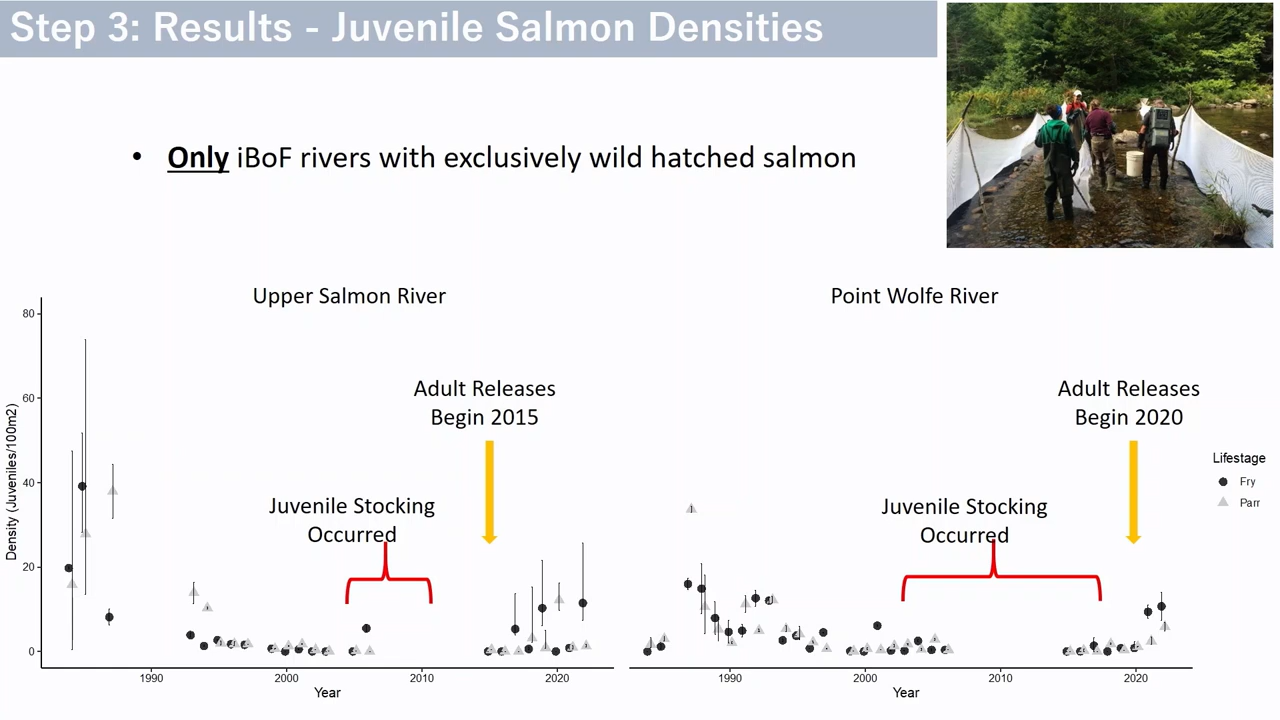 Step 3: Results - Juvenile Salmon Densities
• Only iBoF rivers with exclusively wild hatched salmon
Upper Salmon River
Point Wolfe River
Adult Releases
Begin 2015
Adult Releases
Begin 2020
Juvenile Stocking
Occurred
Juvenile Stocking
Occurred
Density (Juveniles/100m2)
80
60
40
20
0
1990
2000
2010
2020
Year
1990
2000
2010
2020
Year
Lifestage
Fry
Parr